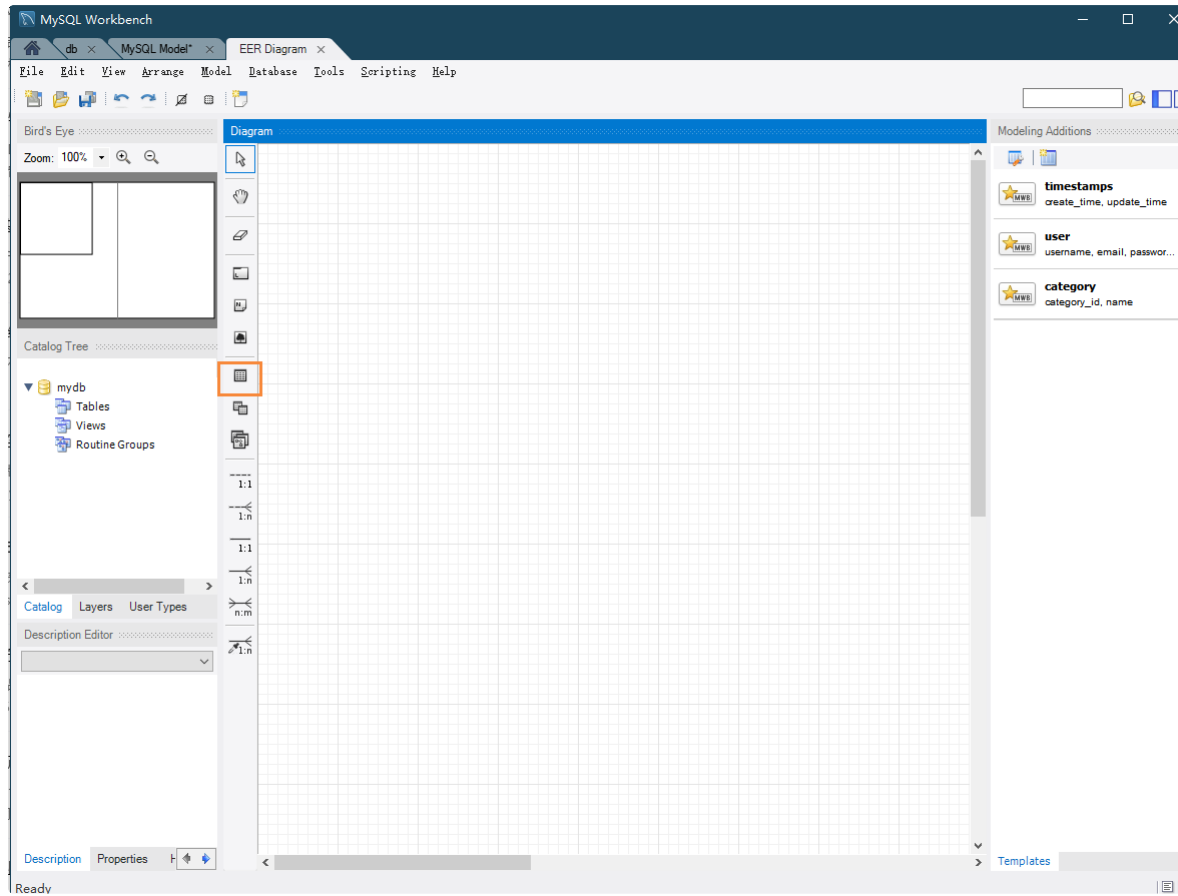 MySQL Workbench
db
MySQL Model*
EER Diagram
File Edit View Arrange Model Database Tools Scripting Help
Bird's Eye
Zoom: 100%
Catalog Tree
mydb
Tables
Views
Routine Groups
Catalog Layers User Types
Description Editor
Description Properties H
Ready
Diagram
1:1
1:n
1:1
1:n
n:m
1:n
Modeling Additions
MWB
timestamps
create_time, update_time
MWB
user
username, email, passwor...
MWB
category
category_id, name
Templates